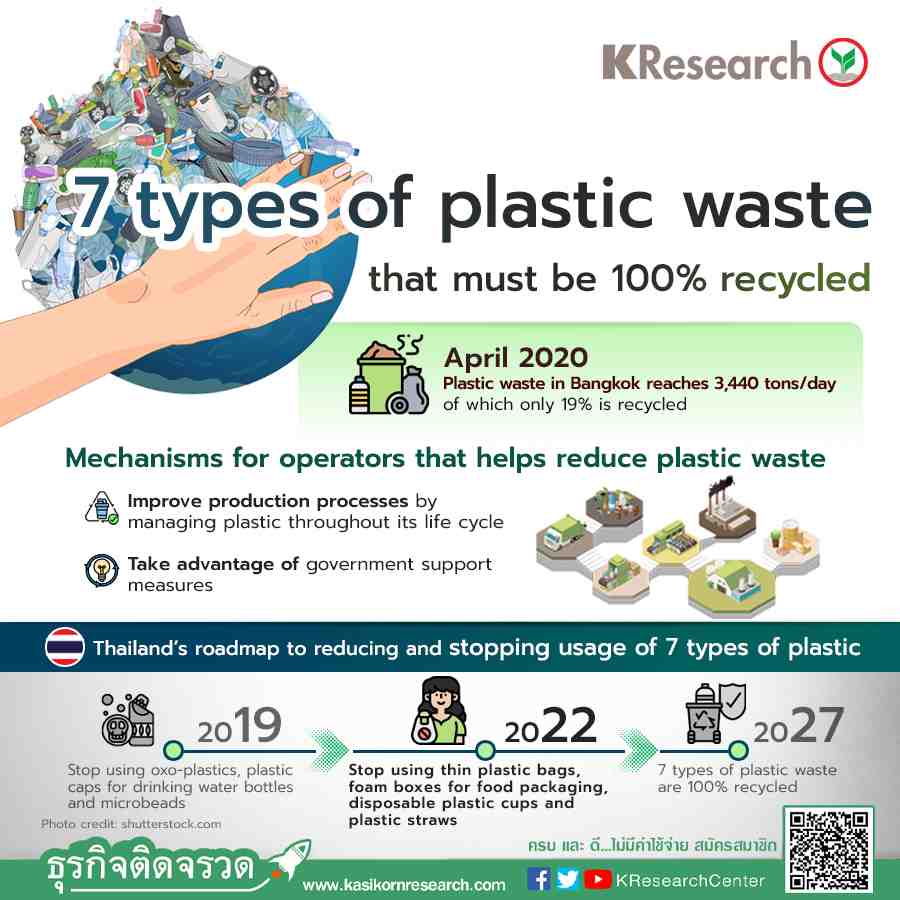 KResearch
7 types of plastic waste
that must be 100% recycled
April 2020
Plastic waste in Bangkok reaches 3,440 tons/day
of which only 19% is recycled
Mechanisms for operators that helps reduce plastic waste
Improve production processes by
managing plastic throughout its life cycle
Take advantage of government support
measures
Thailand's roadmap to reducing and stopping usage of 7 types of plastic
2019
Stop using oxo-plastics, plastic
caps for drinking water bottles
and microbeads
2022
Stop using thin plastic bags,
foam boxes for food packaging,
disposable plastic cups and
plastic straws
2027
7 types of plastic waste
are 100% recycled
Photo credit: shutterstock.com
ธุรกิจติดจรวด
ครบ และ ดี...ไม่มีค่าใช้จ่าย สมัครสมาชิก
www.kasikornresearch.com
KResearchCenter